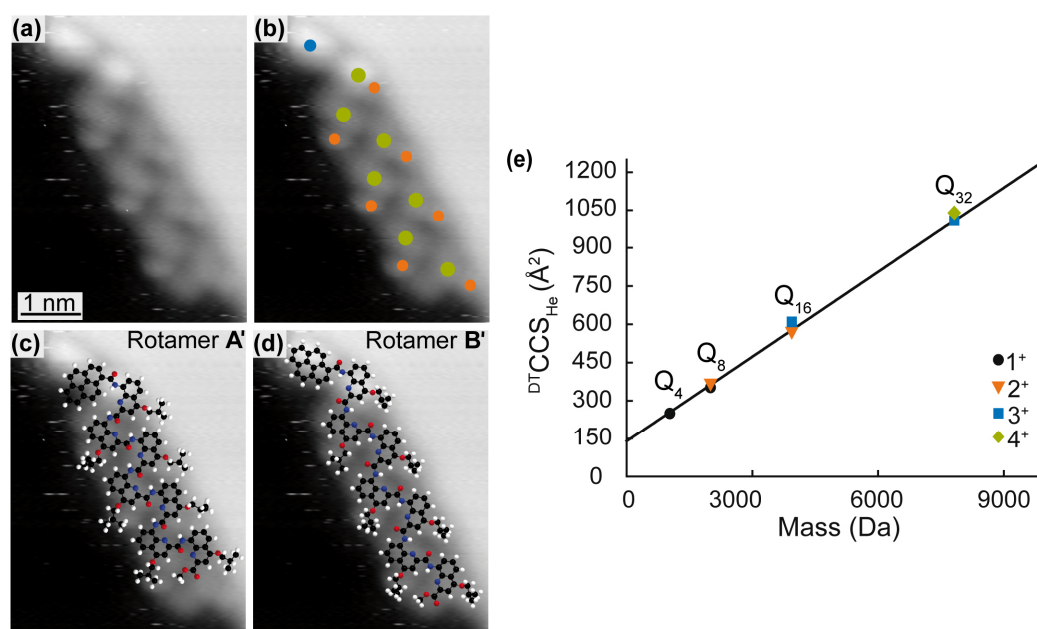 (a)
(b)
1 nm
(c)
Rotamer A'
(d)
Rotamer B'
(e)
1200
1050
900
750
600
450
300
150
0
DTCCSHe (Å²)
Q4
Q8
Q16
Q32
1+
2+
3+
4+
0 3000 6000 9000
Mass (Da)